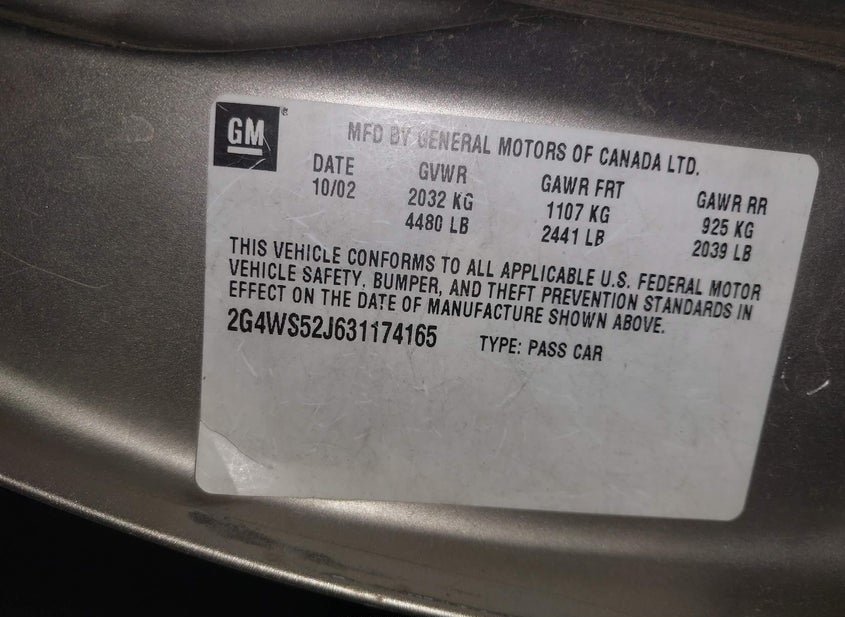 GM
MFD BY GENERAL MOTORS OF CANADA LTD.
DATE GVWR GAWR FRT GAWR RR
10/02 2032 KG 1107 KG 925 KG
4480 LB 2441 LB 2039 LB
THIS VEHICLE CONFORMS TO ALL APPLICABLE U.S. FEDERAL MOTOR
VEHICLE SAFETY, BUMPER, AND THEFT PREVENTION STANDARDS IN
EFFECT ON THE DATE OF MANUFACTURE SHOWN ABOVE.
2G4WS52J631174165 TYPE: PASS CAR